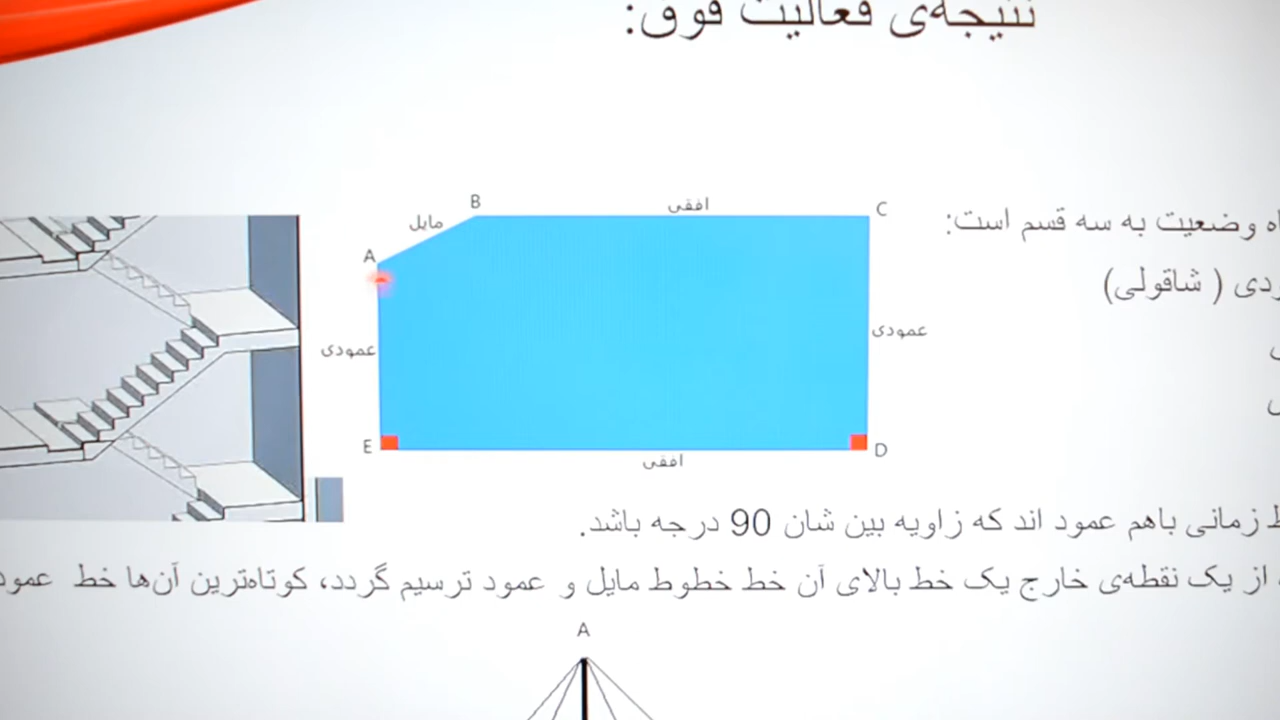 نتیجه‌ی فعالیت فوق:
وضعیت به سه قسم است:
( شاقولی)
B
افقی
C
مایل
A
عمودی
عمودی
E
D
افقی
زمانی باهم عمود اند که زاویه بین شان 90 درجه باشد.
از یک نقطه‌ی خارج یک خط بالای آن خط خطوط مایل و عمود ترسیم گردد، کوتاه‌ترین آن‌ها خط عمود
A